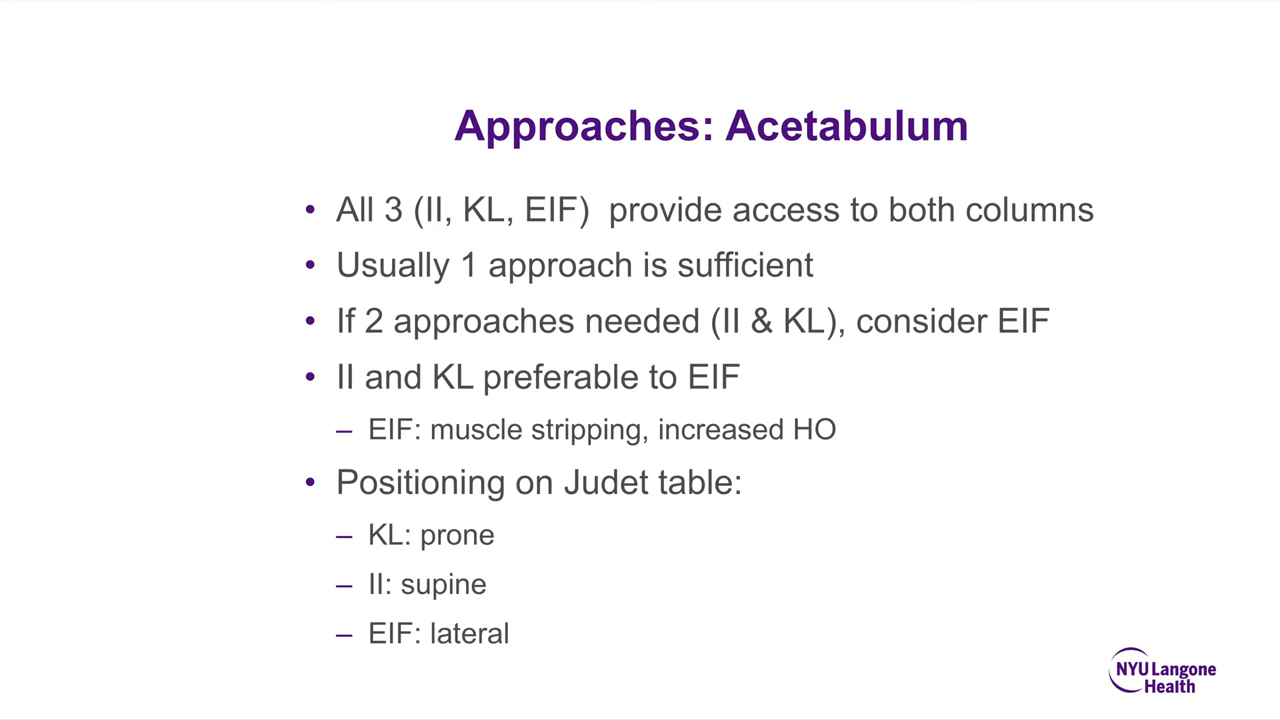 Approaches: Acetabulum
• All 3 (II, KL, EIF)  provide access to both columns
• Usually 1 approach is sufficient
• If 2 approaches needed (II & KL), consider EIF
• II and KL preferable to EIF
– EIF: muscle stripping, increased HO
• Positioning on Judet table:
– KL: prone
– II: supine
– EIF: lateral
NYU Langone
Health